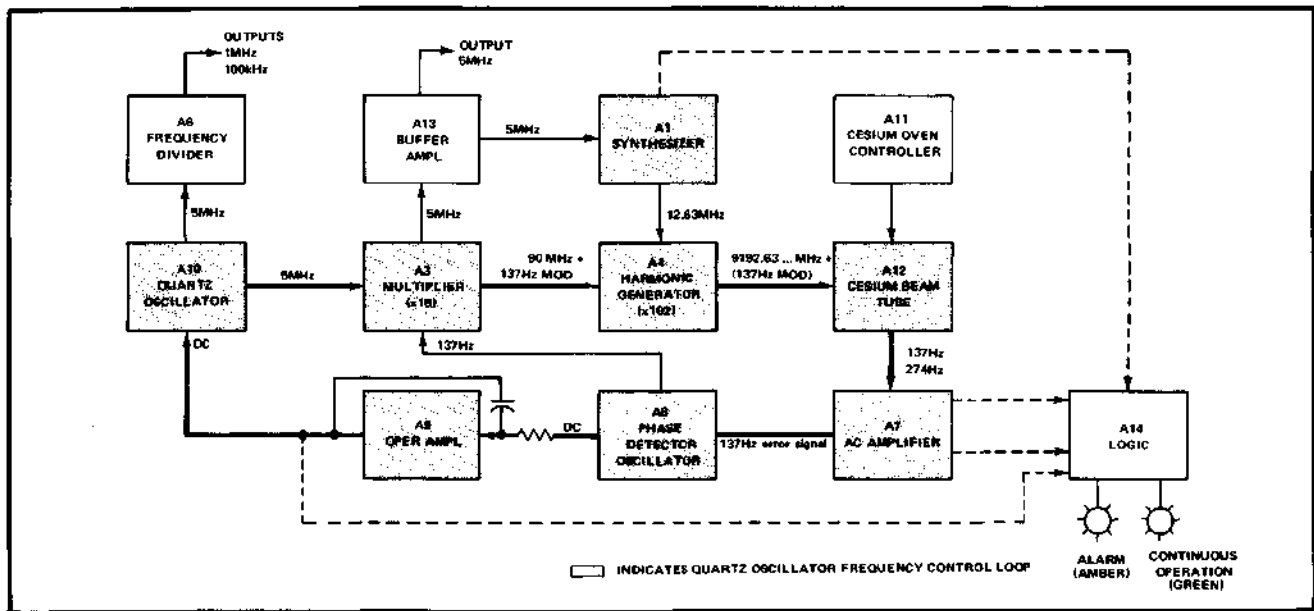 OUTPUTS
1MHz
100kHz
OUTPUT
5MHz
A6
FREQUENCY
DIVIDER
A13
BUFFER
AMPL
5MHz
A1
SYNTHESIZER
A11
CESIUM OVEN
CONTROLLER
5MHz
5MHz
12.63MHz
A10
QUARTZ
OSCILLATOR
5MHz
A3
MULTIPLIER
(x18)
90 MHz +
137Hz MOD
A4
HARMONIC
GENERATOR
(x102)
9192.63 ... MHz +
(137Hz MOD)
A12
CESIUM BEAM
TUBE
DC
137Hz
137Hz
274Hz
A9
OPER AMPL
DC
A8
PHASE
DETECTOR
OSCILLATOR
137Hz error signal
A7
AC AMPLIFIER
A14
LOGIC
INDICATES QUARTZ OSCILLATOR FREQUENCY CONTROL LOOP
ALARM
(AMBER)
CONTINUOUS
OPERATION
(GREEN)